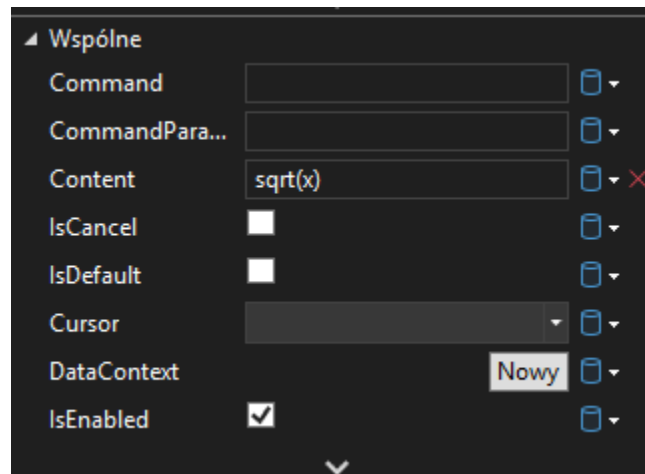 Wspólne
Command
CommandPara...
Content sqrt(x)
IsCancel
IsDefault
Cursor
DataContext Nowy
IsEnabled